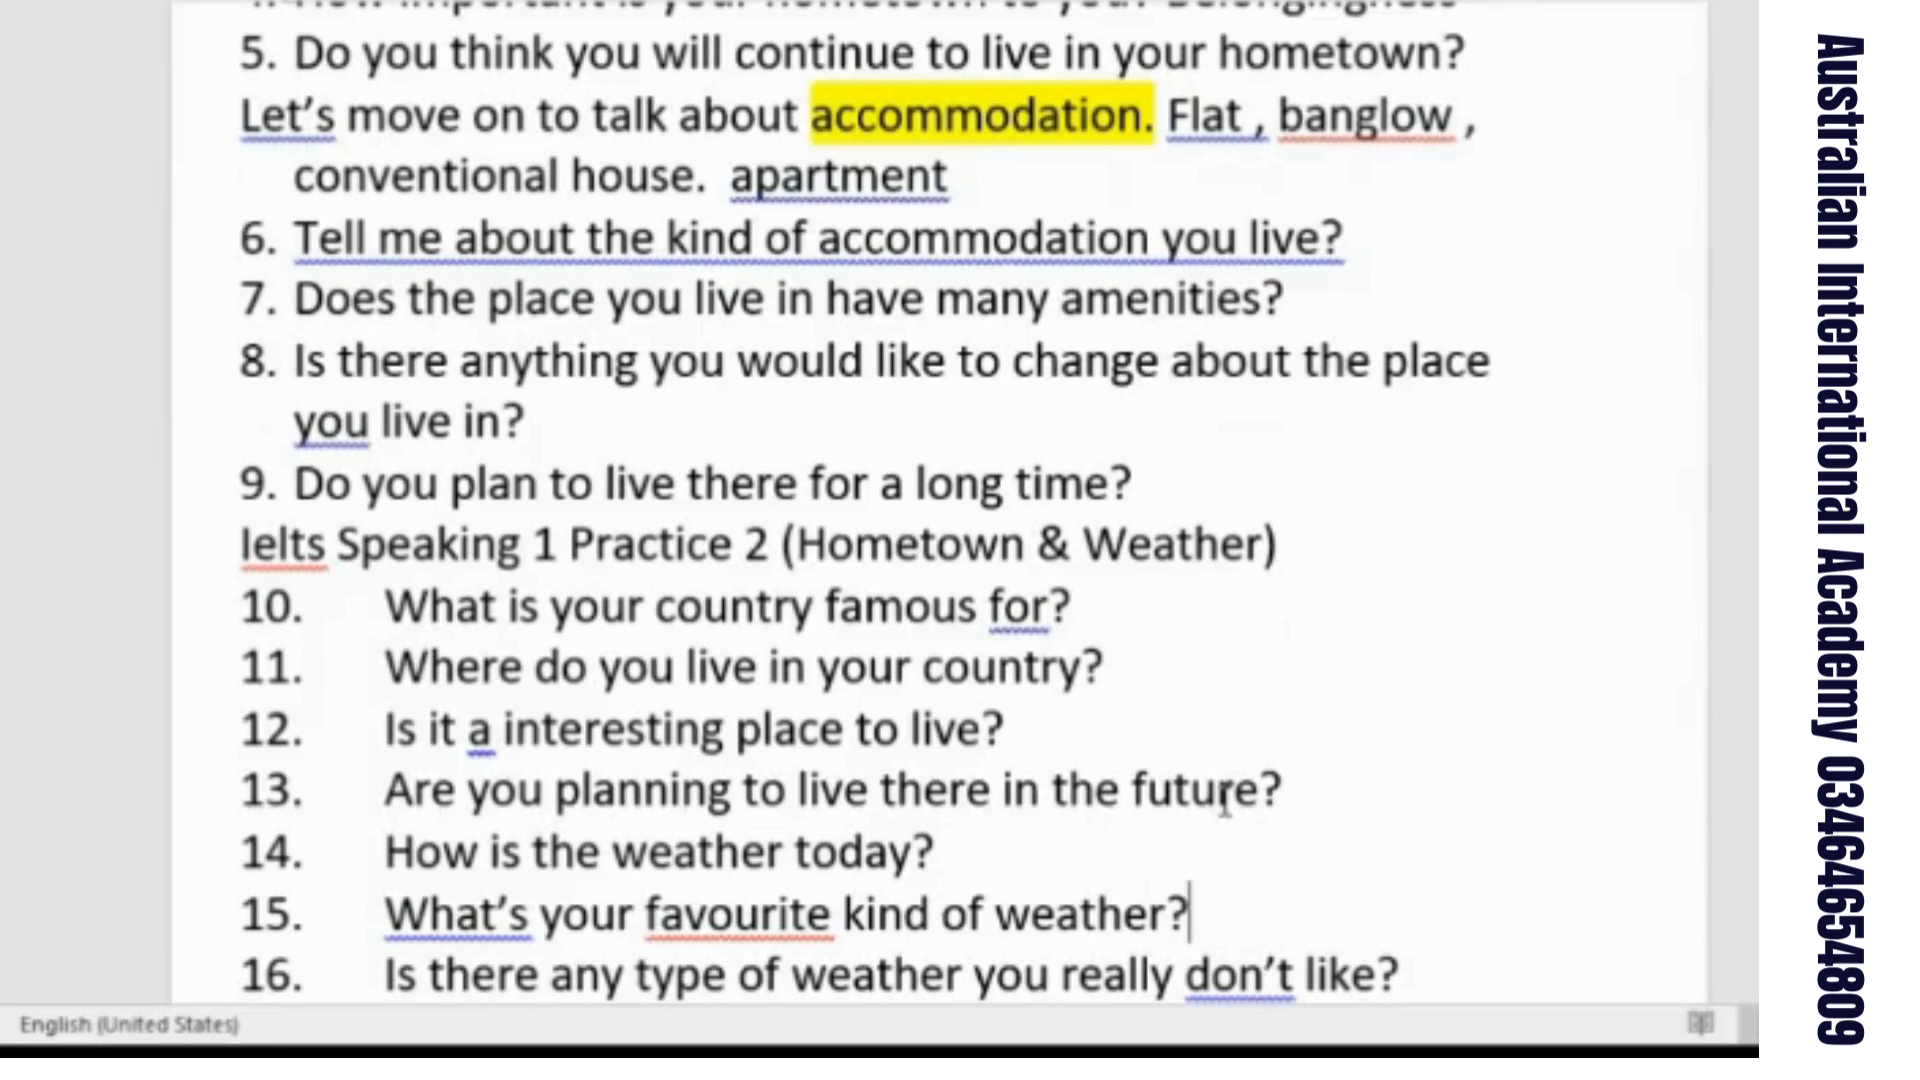 5. Do you think you will continue to live in your hometown?
Let's move on to talk about accommodation. Flat , banglow ,
conventional house. apartment
6. Tell me about the kind of accommodation you live?
7. Does the place you live in have many amenities?
8. Is there anything you would like to change about the place
you live in?
9. Do you plan to live there for a long time?
Ielts Speaking 1 Practice 2 (Hometown & Weather)
10. What is your country famous for?
11. Where do you live in your country?
12. Is it a interesting place to live?
13. Are you planning to live there in the future?
14. How is the weather today?
15. What's your favourite kind of weather?
16. Is there any type of weather you really don't like?
English (United States)
Australian International Academy 03464654809